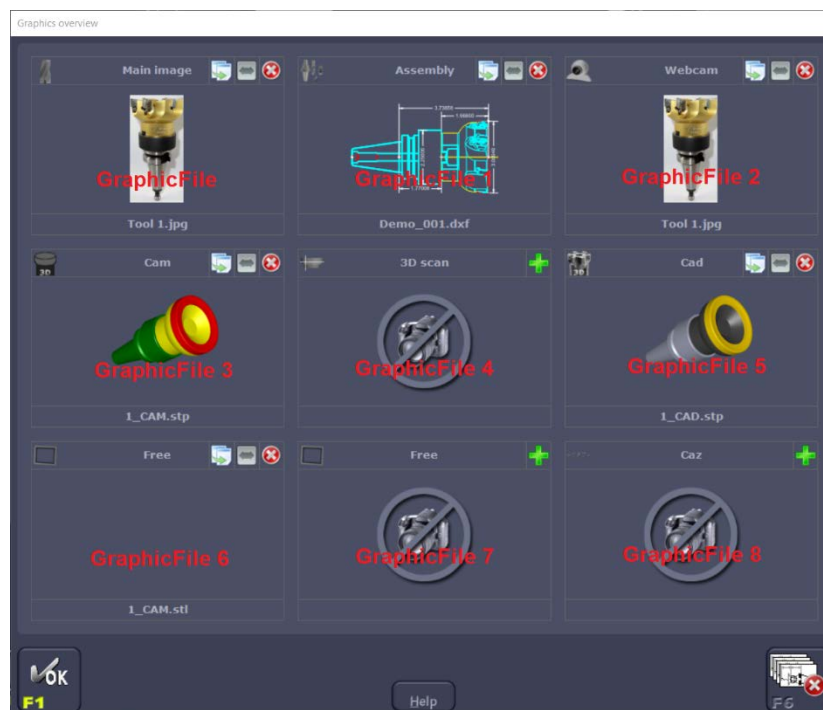 Graphics overview
Main image
Assembly
Webcam
GraphicFile
GraphicFile 1
GraphicFile 2
Tool 1.jpg
Demo_001.dxf
Tool 1.jpg
3D
Cam
3D scan
3D
Cad
GraphicFile 3
GraphicFile 4
GraphicFile 5
1_CAM.stp
1_CAD.stp
Free
Free
Caz
GraphicFile 6
GraphicFile 7
GraphicFile 8
1_CAM.stl
OK
F1
Help
F6